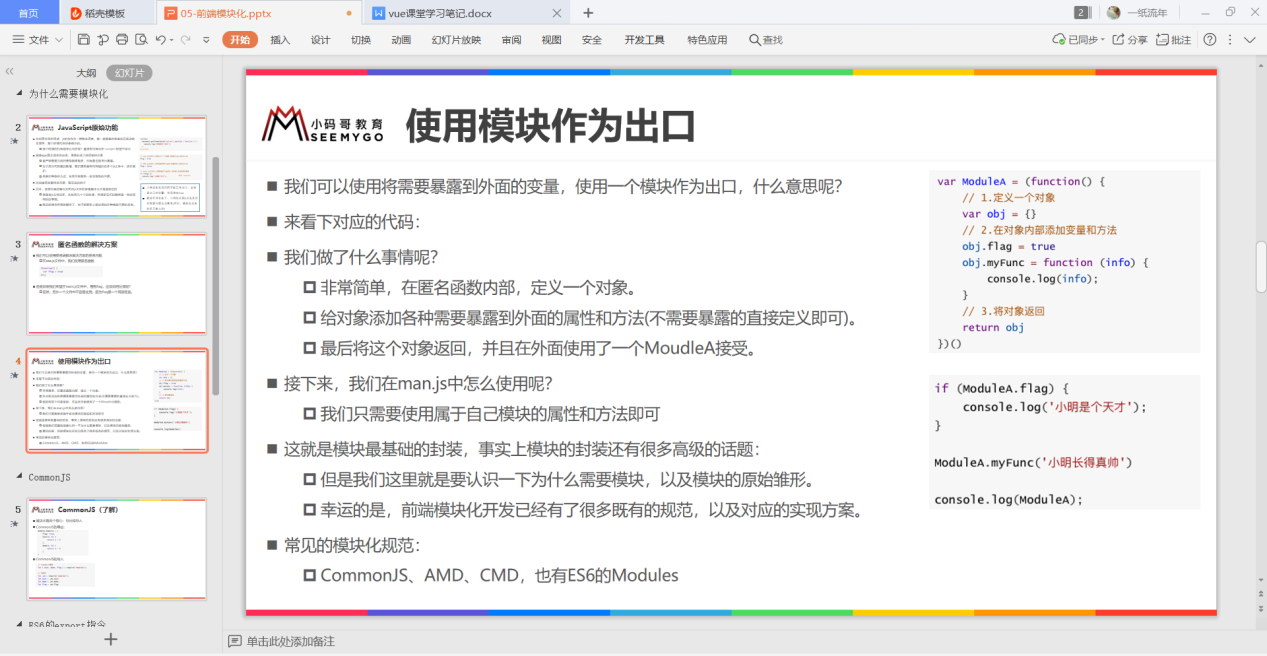 首页 稻壳模板 05-前端模块化.pptx vue课堂学习笔记.docx 2 一纸流年
文件 开始 插入 设计 切换 动画 幻灯片放映 审阅 视图 安全 开发工具 特色应用 查找 已同步 分享 批注
大纲 幻灯片
为什么需要模块化
2
JavaScript原始功能
3
匿名函数的解决方案
4
使用模块作为出口
CommonJS
5
CommonJS（了解）
ES6的export指令
小码哥教育
SEEMYGO
使用模块作为出口
我们可以使用将需要暴露到外面的变量，使用一个模块作为出口，什么意思呢？
来看下对应的代码：
我们做了什么事情呢？
非常简单，在匿名函数内部，定义一个对象。
给对象添加各种需要暴露到外面的属性和方法(不需要暴露的直接定义即可)。
最后将这个对象返回，并且在外面使用了一个MoudleA接受。
接下来，我们在man.js中怎么使用呢？
我们只需要使用属于自己模块的属性和方法即可
这就是模块最基础的封装，事实上模块的封装还有很多高级的话题：
但是我们这里就是要认识一下为什么需要模块，以及模块的原始雏形。
幸运的是，前端模块化开发已经有了很多既有的规范，以及对应的实现方案。
常见的模块化规范：
CommonJS、AMD、CMD，也有ES6的Modules
var ModuleA = (function() {
// 1.定义一个对象
var obj = {}
// 2.在对象内部添加变量和方法
obj.flag = true
obj.myFunc = function (info) {
console.log(info);
}
// 3.将对象返回
return obj
})()
if (ModuleA.flag) {
console.log('小明是个天才');
}
ModuleA.myFunc('小明长得真帅')
console.log(ModuleA);
单击此处添加备注